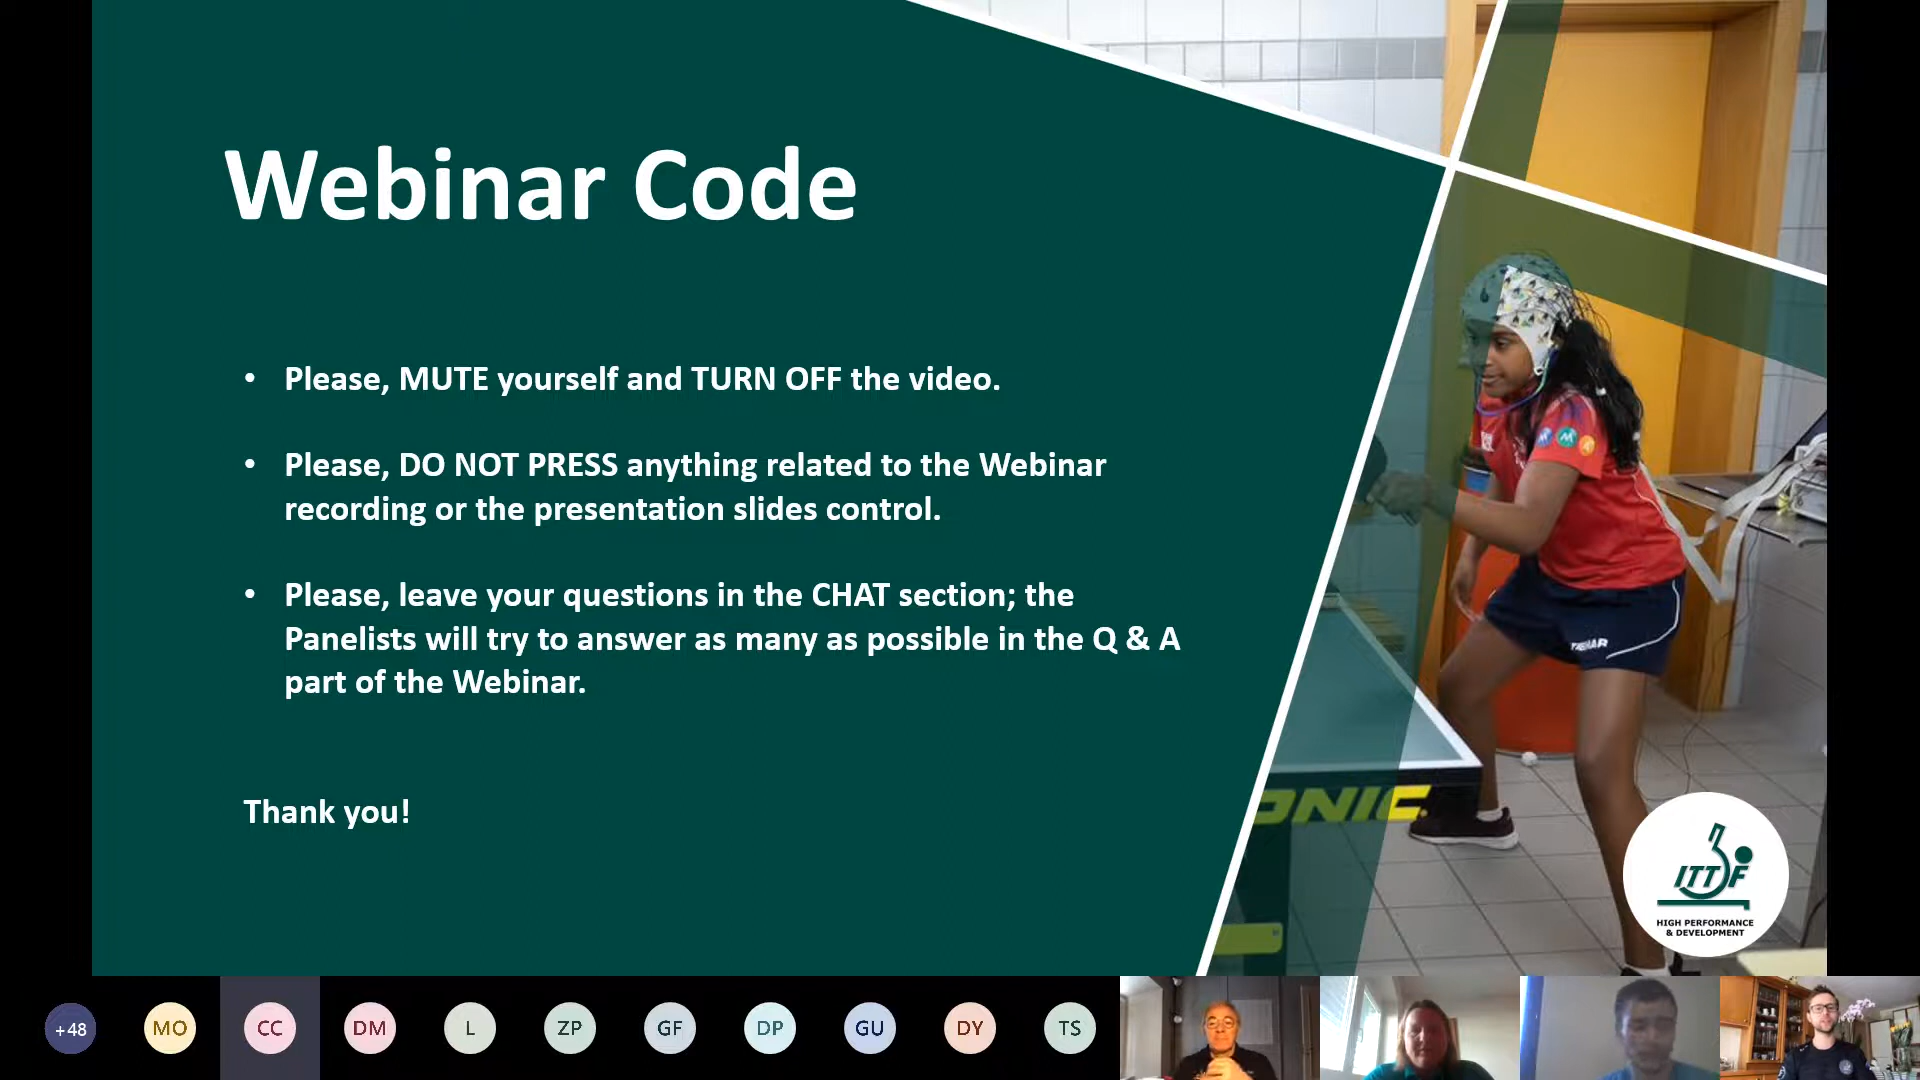 Webinar Code
• Please, MUTE yourself and TURN OFF the video.
• Please, DO NOT PRESS anything related to the Webinar
recording or the presentation slides control.
• Please, leave your questions in the CHAT section; the
Panelists will try to answer as many as possible in the Q & A
part of the Webinar.
Thank you!
ONIC
ITTF
HIGH PERFORMANCE
& DEVELOPMENT
+48
MO
CC
DM
L
ZP
GF
DP
GU
DY
TS